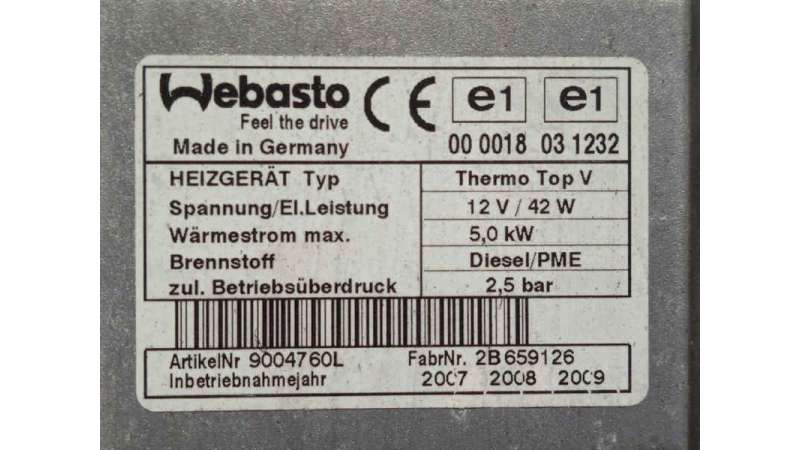 Webasto CE e1 e1
Feel the drive
Made in Germany 00 0018 03 1232
HEIZGERÄT Typ Thermo Top V
Spannung/El.Leistung 12 V / 42 W
Wärmestrom max. 5,0 kW
Brennstoff Diesel/PME
zul. Betriebsüberdruck 2,5 bar
ArtikelNr 9004760L FabrNr. 2B659126
Inbetriebnahmejahr 2007 2008 2009